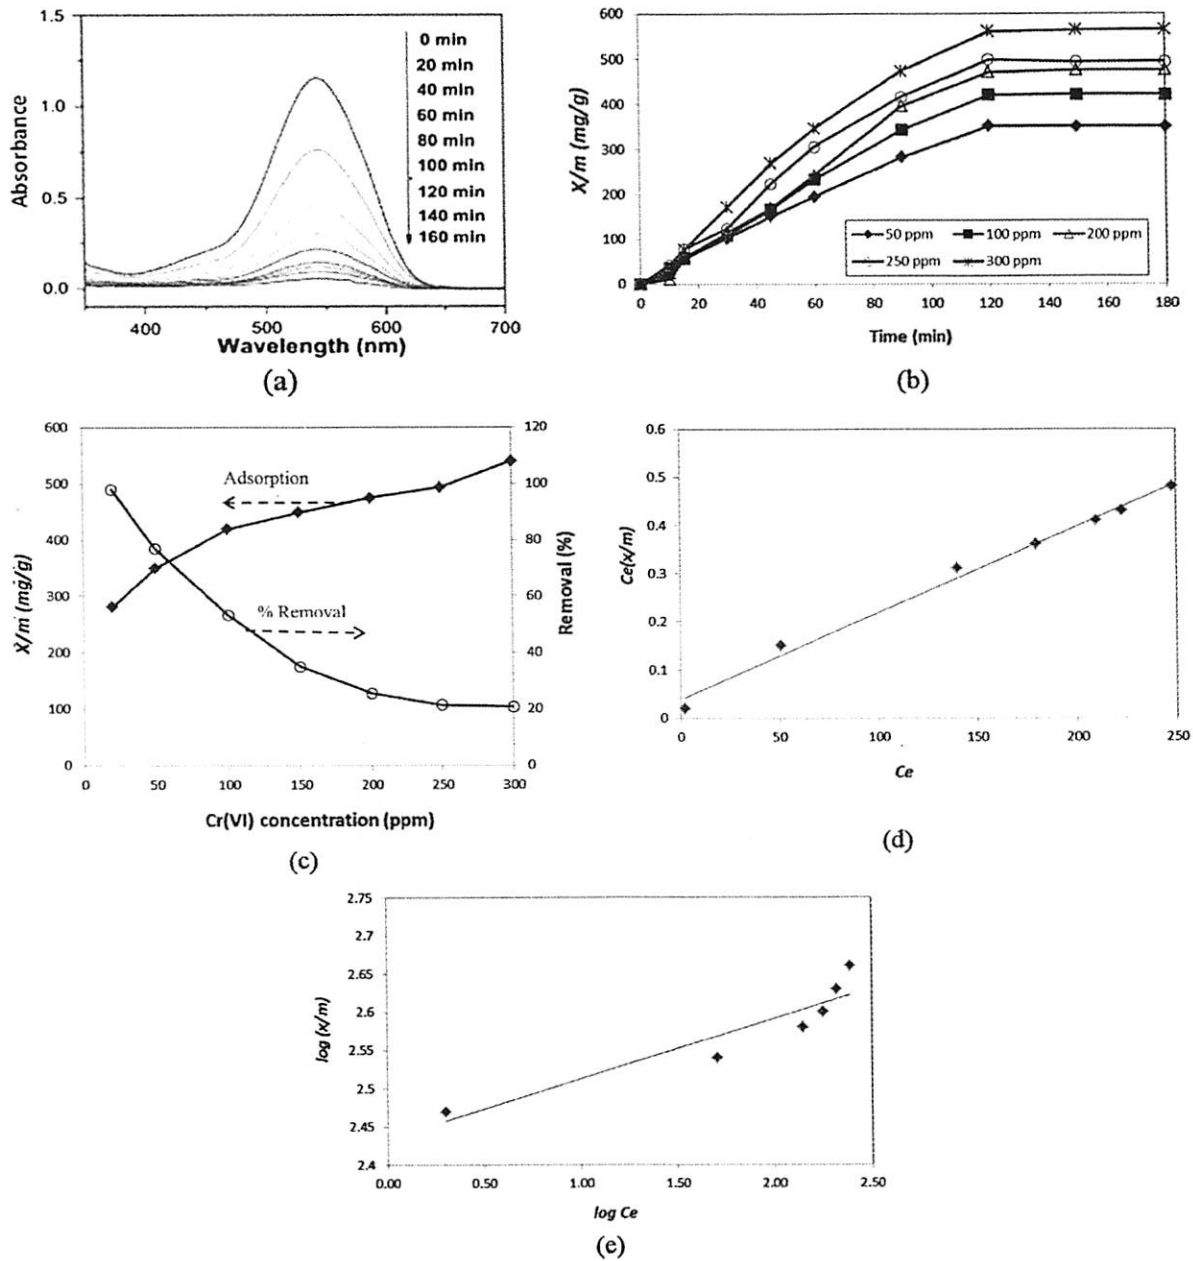 1.5
1.0
0.5
0.0
Absorbance
0 min
20 min
40 min
60 min
80 min
100 min
120 min
140 min
160 min
400
500
600
700
Wavelength (nm)
(a)
600
500
400
300
200
100
0
X/m (mg/g)
50 ppm
100 ppm
200 ppm
250 ppm
300 ppm
0
20
40
60
80
100
120
140
160
180
Time (min)
(b)
600
500
400
300
200
100
0
X/m (mg/g)
Adsorption
% Removal
120
100
80
60
40
20
0
Removal (%)
0
50
100
150
200
250
300
Cr(VI) concentration (ppm)
(c)
0.6
0.5
0.4
0.3
0.2
0.1
0
Ce(x/m)
0
50
100
150
200
250
Ce
(d)
2.75
2.7
2.65
2.6
2.55
2.5
2.45
2.4
log (x/m)
0.00
0.50
1.00
1.50
2.00
2.50
log Ce
(e)